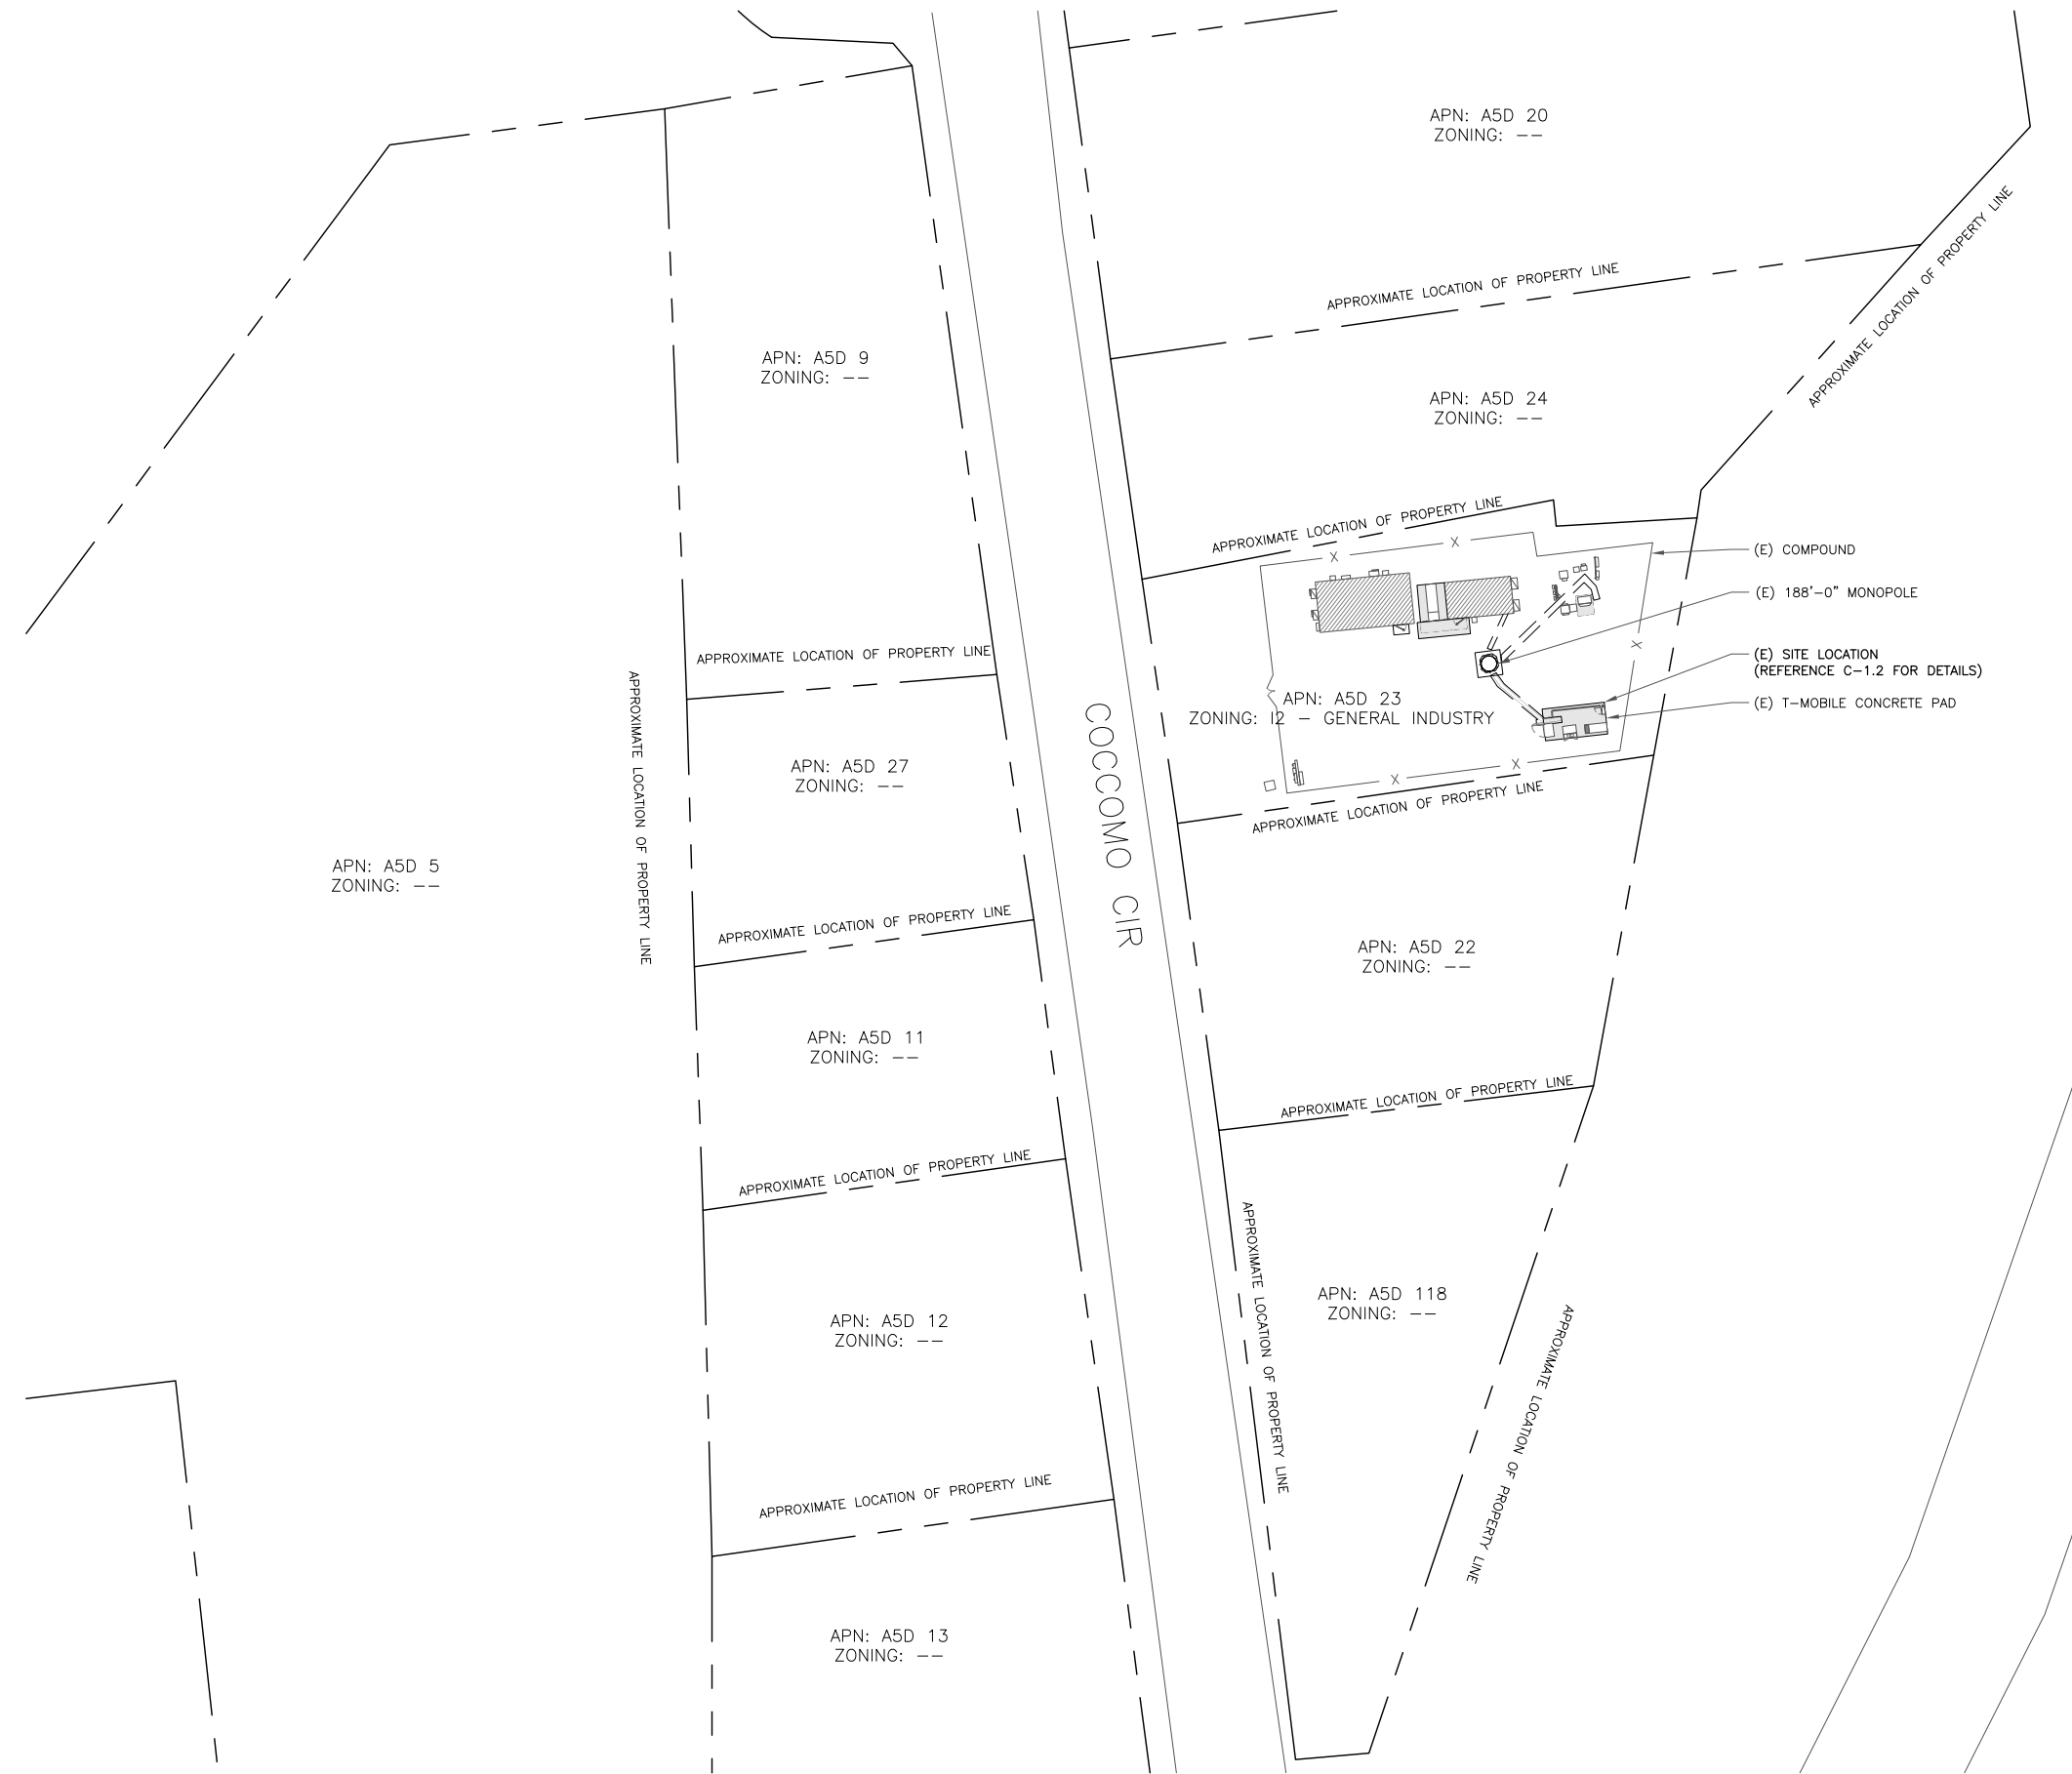 APN: A5D 20
ZONING: --
APPROXIMATE LOCATION OF PROPERTY LINE
APPROXIMATE LOCATION OF PROPERTY LINE
APN: A5D 9
ZONING: --
APN: A5D 24
ZONING: --
APPROXIMATE LOCATION OF PROPERTY LINE
X
X
(E) COMPOUND
(E) 188'-0" MONOPOLE
X
(E) SITE LOCATION
(REFERENCE C-1.2 FOR DETAILS)
(E) T-MOBILE CONCRETE PAD
APPROXIMATE LOCATION OF PROPERTY LINE
APPROXIMATE LOCATION OF PROPERTY LINE
APN: A5D 23
ZONING: I2 - GENERAL INDUSTRY
COCCOMO CIR
X
X
APPROXIMATE LOCATION OF PROPERTY LINE
APN: A5D 27
ZONING: --
APN: A5D 5
ZONING: --
APPROXIMATE LOCATION OF PROPERTY LINE
APN: A5D 22
ZONING: --
APN: A5D 11
ZONING: --
APPROXIMATE LOCATION OF PROPERTY LINE
APPROXIMATE LOCATION OF PROPERTY LINE
APPROXIMATE LOCATION OF PROPERTY LINE
APN: A5D 118
ZONING: --
APPROXIMATE LOCATION OF PROPERTY LINE
APN: A5D 12
ZONING: --
APPROXIMATE LOCATION OF PROPERTY LINE
APN: A5D 13
ZONING: --